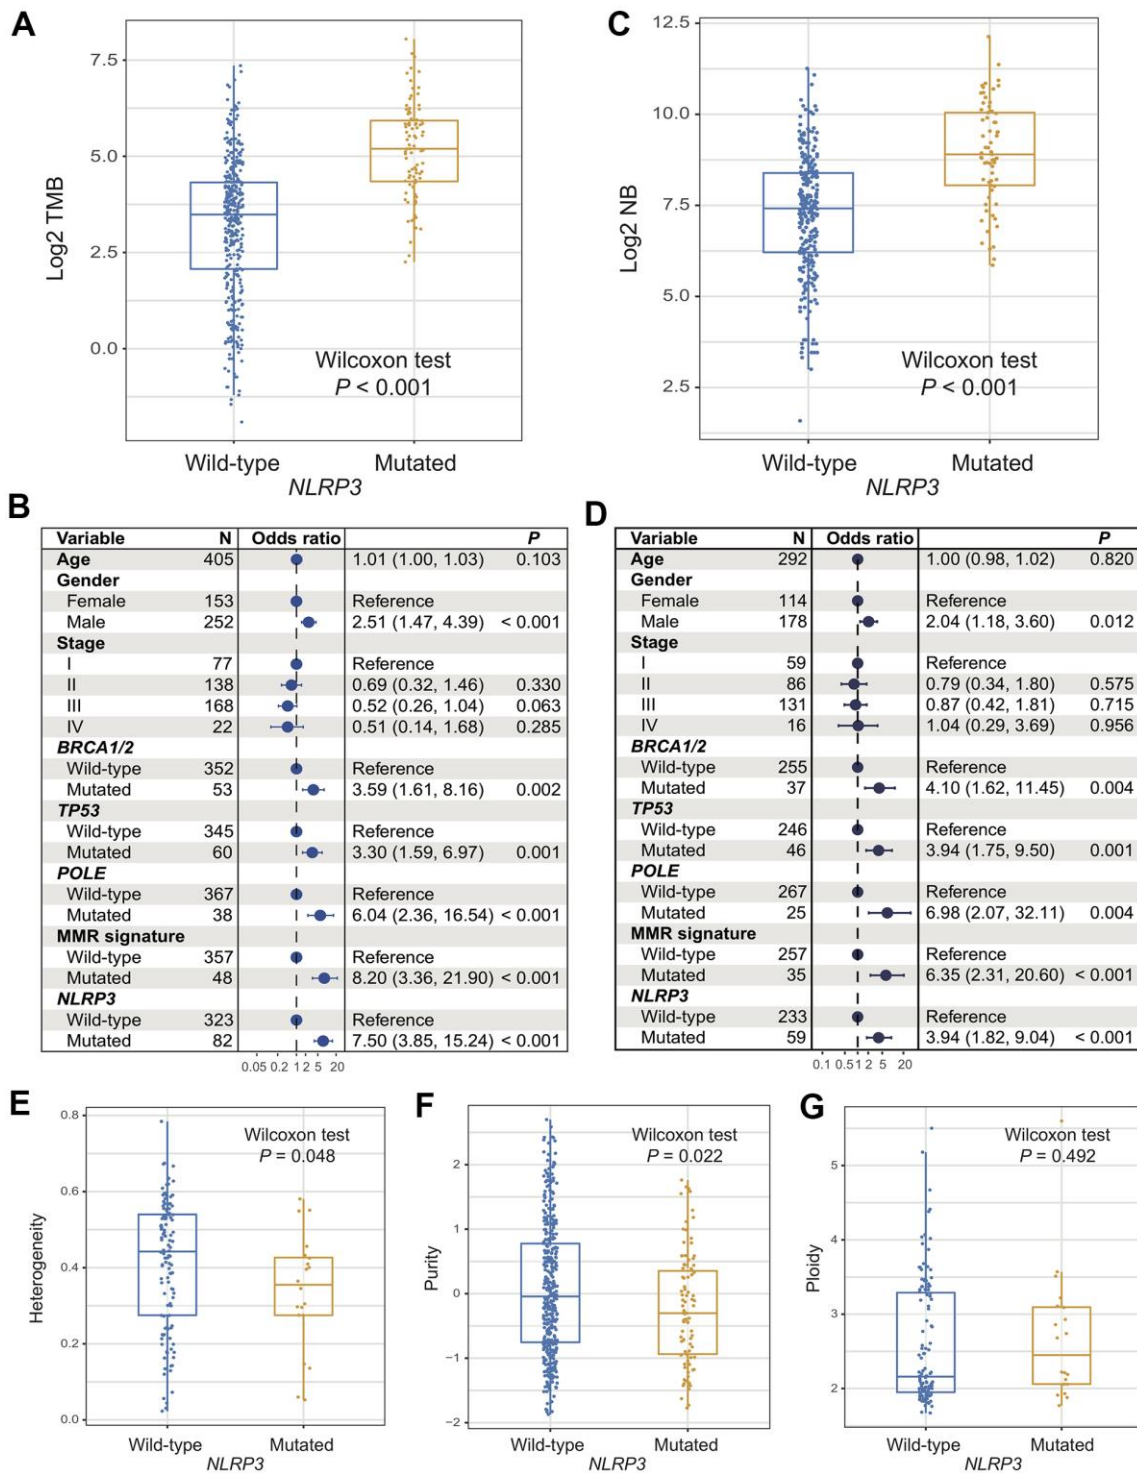 A
7.5
5.0
2.5
0.0
Log2 TMB
Wilcoxon test
P < 0.001
Wild-type Mutated
NLRP3
C
12.5
10.0
7.5
5.0
2.5
Log2 NB
Wilcoxon test
P < 0.001
Wild-type Mutated
NLRP3
B
Variable N Odds ratio P
Age 405 1.01 (1.00, 1.03) 0.103
Gender
Female 153 Reference
Male 252 2.51 (1.47, 4.39) < 0.001
Stage
I 77 Reference
II 138 0.69 (0.32, 1.46) 0.330
III 168 0.52 (0.26, 1.04) 0.063
IV 22 0.51 (0.14, 1.68) 0.285
BRCA1/2
Wild-type 352 Reference
Mutated 53 3.59 (1.61, 8.16) 0.002
TP53
Wild-type 345 Reference
Mutated 60 3.30 (1.59, 6.97) 0.001
POLE
Wild-type 367 Reference
Mutated 38 6.04 (2.36, 16.54) < 0.001
MMR signature
Wild-type 357 Reference
Mutated 48 8.20 (3.36, 21.90) < 0.001
NLRP3
Wild-type 323 Reference
Mutated 82 7.50 (3.85, 15.24) < 0.001
0.05 0.2 1 2 5 20
D
Variable N Odds ratio P
Age 292 1.00 (0.98, 1.02) 0.820
Gender
Female 114 Reference
Male 178 2.04 (1.18, 3.60) 0.012
Stage
I 59 Reference
II 86 0.79 (0.34, 1.80) 0.575
III 131 0.87 (0.42, 1.81) 0.715
IV 16 1.04 (0.29, 3.69) 0.956
BRCA1/2
Wild-type 255 Reference
Mutated 37 4.10 (1.62, 11.45) 0.004
TP53
Wild-type 246 Reference
Mutated 46 3.94 (1.75, 9.50) 0.001
POLE
Wild-type 267 Reference
Mutated 25 6.98 (2.07, 32.11) 0.004
MMR signature
Wild-type 257 Reference
Mutated 35 6.35 (2.31, 20.60) < 0.001
NLRP3
Wild-type 233 Reference
Mutated 59 3.94 (1.82, 9.04) < 0.001
0.1 0.5 1 2 5 20
E
0.8
0.6
0.4
0.2
0.0
Heterogeneity
Wilcoxon test
P = 0.048
Wild-type Mutated
NLRP3
F
2
1
0
−1
−2
Purity
Wilcoxon test
P = 0.022
Wild-type Mutated
NLRP3
G
5
4
3
2
Ploidy
Wilcoxon test
P = 0.492
Wild-type Mutated
NLRP3